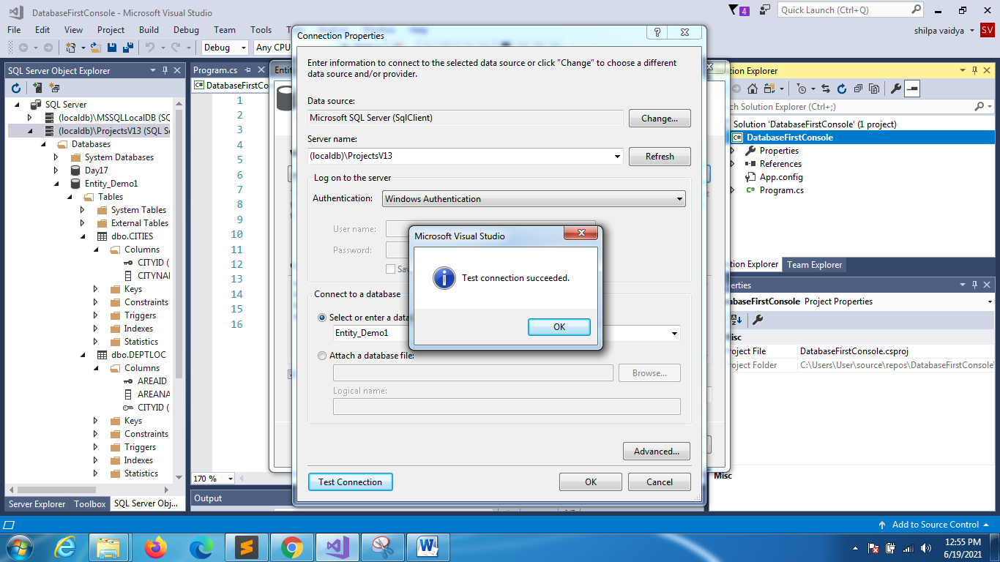 DatabaseFirstConsole - Microsoft Visual Studio
4
Quick Launch (Ctrl+Q)
File Edit View Project Build Debug Team Tools
shilpa vaidya SV
Debug Any CPU
SQL Server Object Explorer
SQL Server
(localdb)\MSSQLLocalDB (SQ
(localdb)\ProjectsV13 (SQL Se
Databases
System Databases
Day17
Entity_Demo1
Tables
System Tables
External Tables
dbo.CITIES
Columns
CITYID (
CITYNAI
Keys
Constraints
Triggers
Indexes
Statistics
dbo.DEPTLOC
Columns
AREAID
AREANA
CITYID (
Keys
Constraints
Triggers
Indexes
Statistics
Server Explorer Toolbox SQL Server Obj...
Program.cs
DatabaseFirstCo
Entit
1
2
3
4
5
6
7
8
9
10
11
12
13
14
15
16
170 %
Output
Connection Properties
Enter information to connect to the selected data source or click "Change" to choose a different
data source and/or provider.
Data source:
Microsoft SQL Server (SqlClient) Change...
Server name:
(localdb)\ProjectsV13 Refresh
Log on to the server
Authentication: Windows Authentication
User name:
Password:
Sav
Connect to a database
Select or enter a data
Entity_Demo1
Attach a database file:
Browse...
Logical name:
Advanced...
Test Connection OK Cancel
Microsoft Visual Studio
Test connection succeeded.
OK
tion Explorer
ch Solution Explorer (Ctrl+;)
Solution 'DatabaseFirstConsole' (1 project)
C# DatabaseFirstConsole
Properties
References
App.config
C# Program.cs
tion Explorer Team Explorer
erties
abaseFirstConsole Project Properties
Misc
roject File DatabaseFirstConsole.csproj
roject Folder C:\Users\User\source\repos\DatabaseFirstConsole\
Misc
Add to Source Control
12:55 PM
6/19/2021